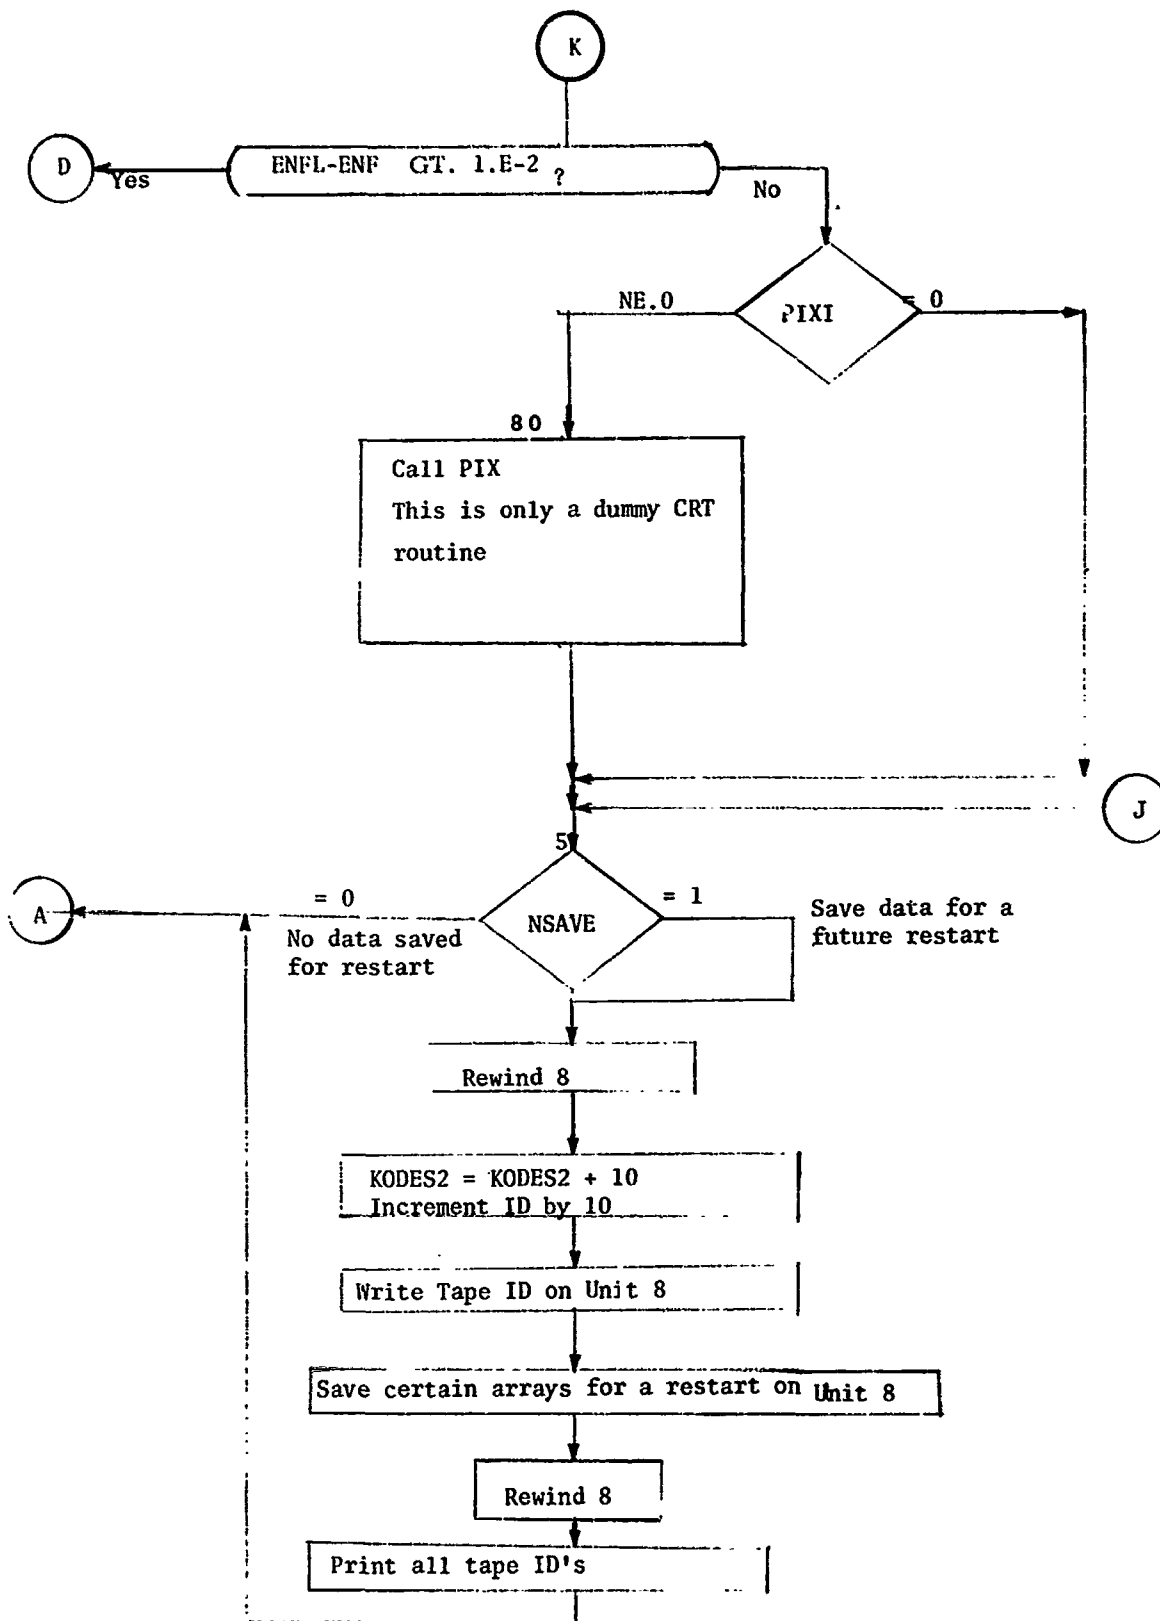 K
D
Yes
ENFL-ENF GT. 1.E-2 ?
No
NE.0
PIXI
= 0
80
Call PIX
This is only a dummy CRT
routine
J
5
A
= 0
NSAVE
= 1
No data saved
for restart
Save data for a
future restart
Rewind 8
KODES2 = KODES2 + 10
Increment ID by 10
Write Tape ID on Unit 8
Save certain arrays for a restart on Unit 8
Rewind 8
Print all tape ID's